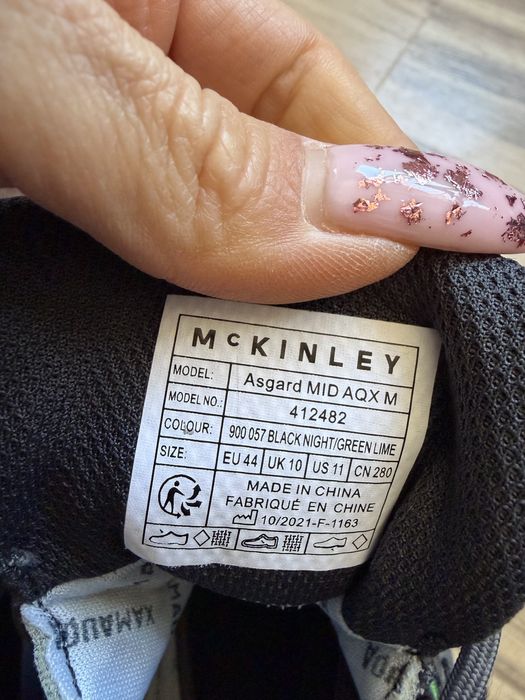 McKINLEY
MODEL: Asgard MID AQX M
MODEL NO.: 412482
COLOUR: 900 057 BLACK NIGHT/GREEN LIME
SIZE: EU 44 UK 10 US 11 CN 280
MADE IN CHINA
FABRIQUÉ EN CHINE
10/2021-F-1163